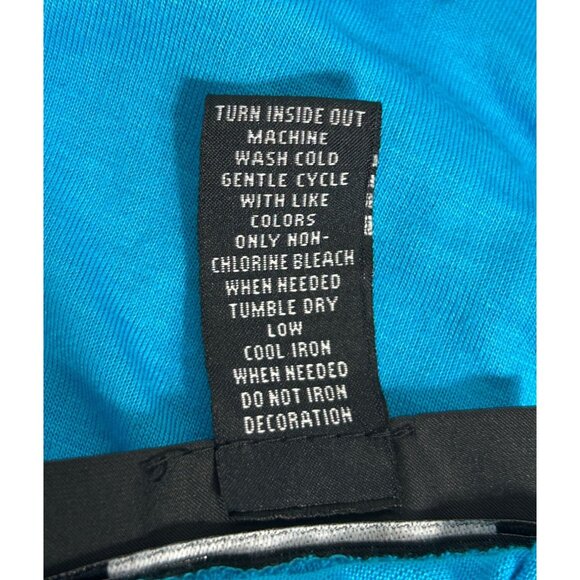 TURN INSIDE OUT
MACHINE
WASH COLD
GENTLE CYCLE
WITH LIKE
COLORS
ONLY NON-
CHLORINE BLEACH
WHEN NEEDED
TUMBLE DRY
LOW
COOL IRON
WHEN NEEDED
DO NOT IRON
DECORATION